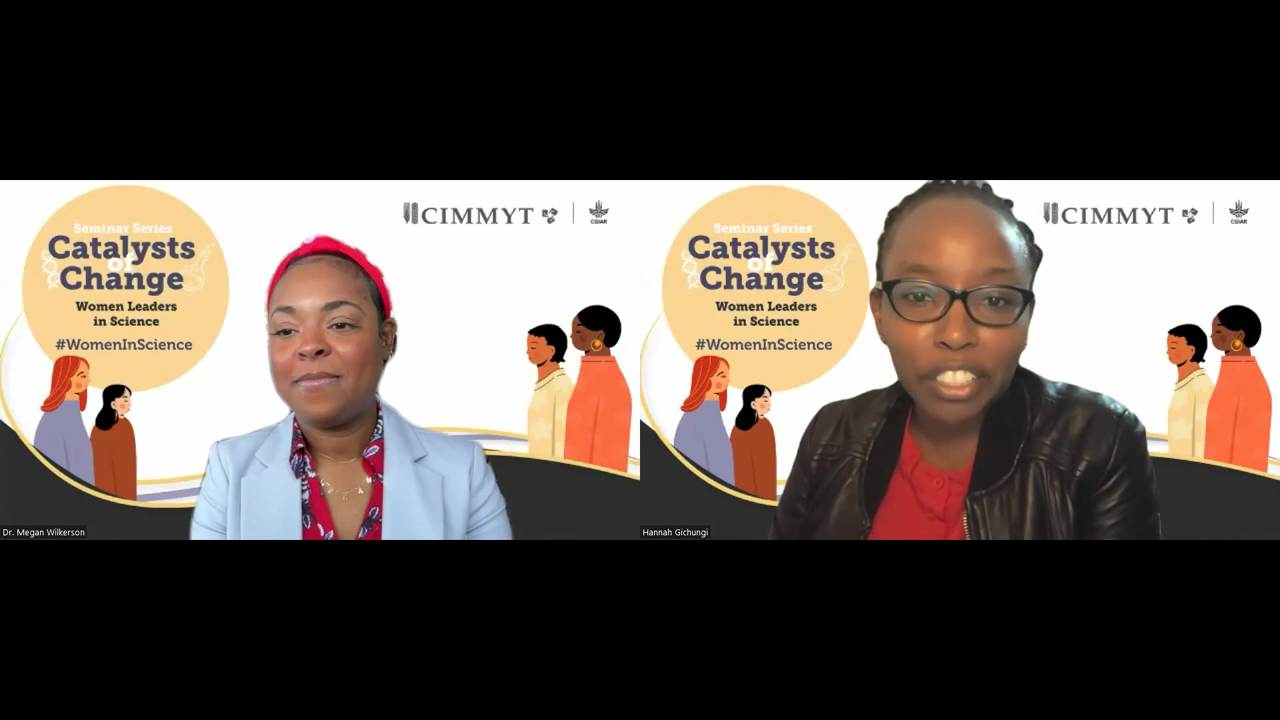 Seminar Series
Catalysts
of
Change
Women Leaders
in Science
#WomenInScience
CIMMYT
CGIAR
Dr. Megan Wilkerson
Seminar Series
Catalysts
of
Change
Women Leaders
in Science
#WomenInScience
CIMMYT
CGIAR
Hannah Gichungi